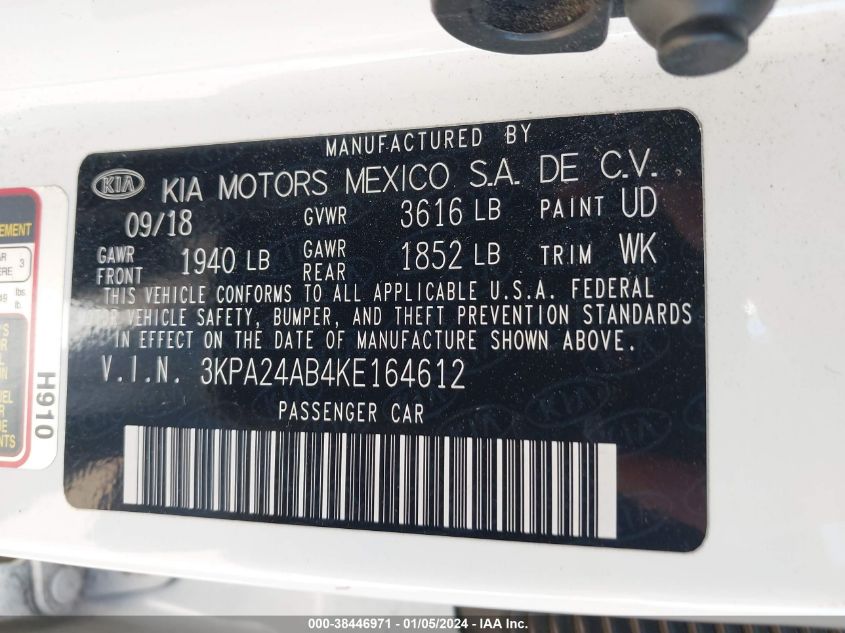 MANUFACTURED BY
KIA KIA MOTORS MEXICO S.A. DE C.V.
09/18 GVWR 3616 LB PAINT UD
GAWR FRONT 1940 LB GAWR REAR 1852 LB TRIM WK
THIS VEHICLE CONFORMS TO ALL APPLICABLE U.S.A. FEDERAL
MOTOR VEHICLE SAFETY, BUMPER, AND THEFT PREVENTION STANDARDS
IN EFFECT ON THE DATE OF MANUFACTURE SHOWN ABOVE.
V.I.N. 3KPA24AB4KE164612
PASSENGER CAR
H910
000-38446971 - 01/05/2024 - IAA Inc.